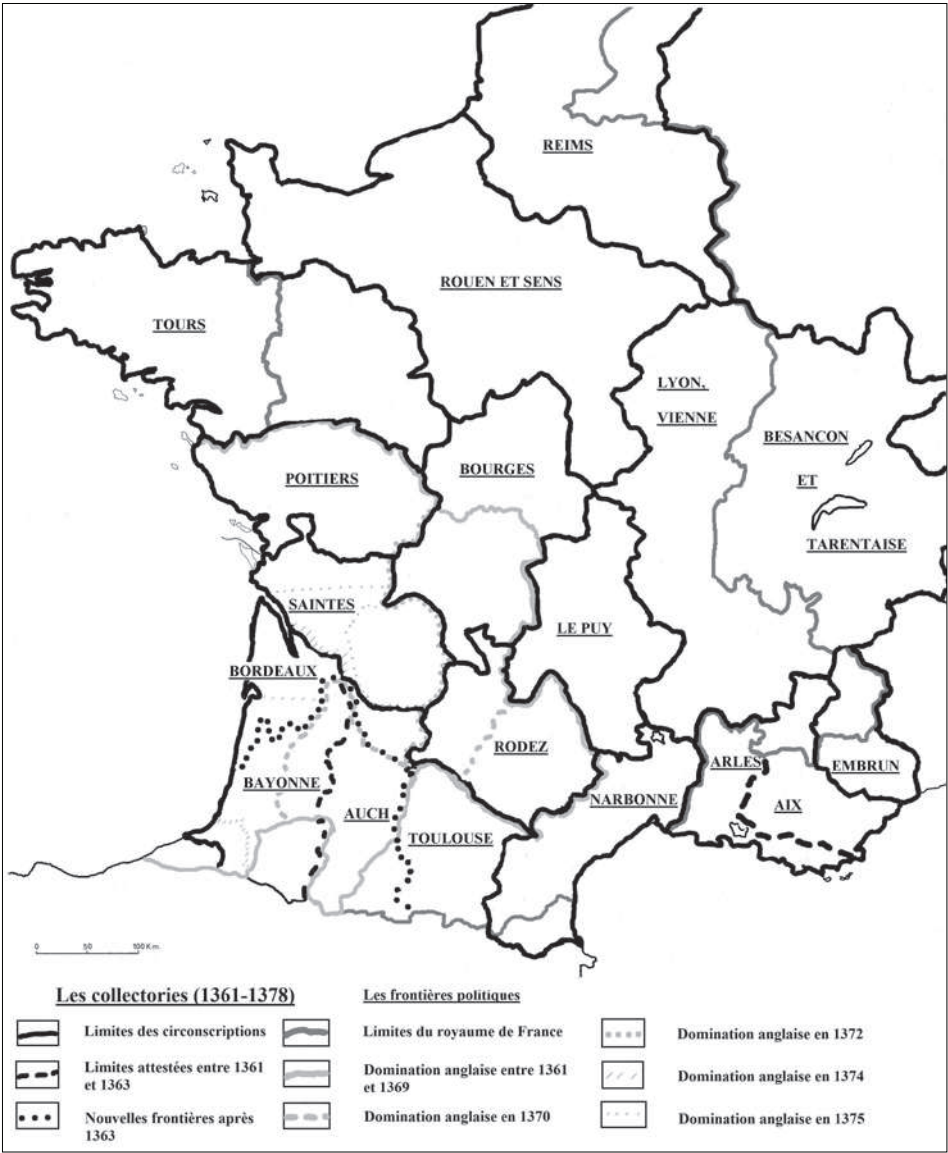 REIMS
ROUEN ET SENS
TOURS
LYON,
VIENNE
BESANCON
ET
TARENTAISE
POITIERS
BOURGES
SAINTES
LE PUY
BORDEAUX
RODEZ
ARLES
EMBRUN
BAYONNE
NARBONNE
AIX
AUCH
TOULOUSE
0 50 100 Km.
Les collectories (1361-1378)
Limites des circonscriptions
Limites attestées entre 1361
et 1363
Nouvelles frontières après
1363
Les frontières politiques
Limites du royaume de France
Domination anglaise entre 1361
et 1369
Domination anglaise en 1370
Domination anglaise en 1372
Domination anglaise en 1374
Domination anglaise en 1375